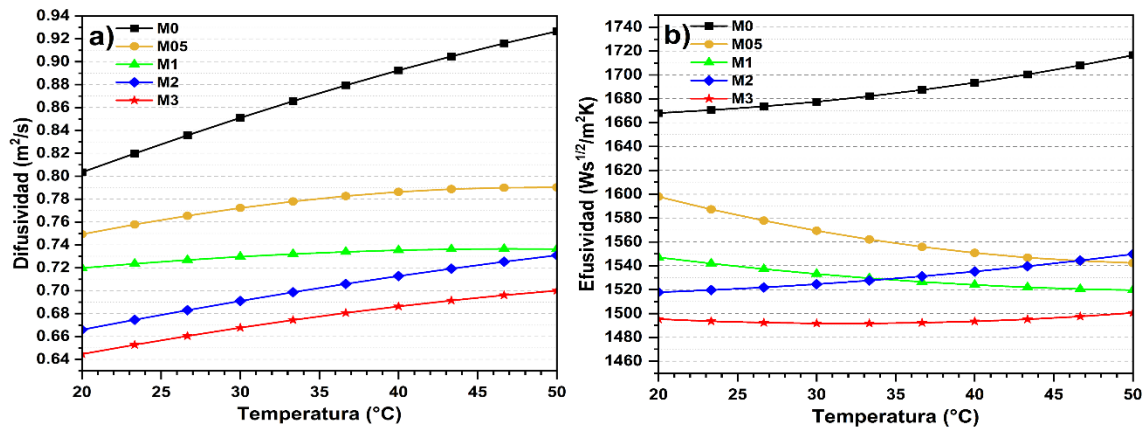 a)
M0
M05
M1
M2
M3
0.94
0.92
0.90
0.88
0.86
0.84
0.82
0.80
0.78
0.76
0.74
0.72
0.70
0.68
0.66
0.64
Difusividad (m²/s)
20 25 30 35 40 45 50
Temperatura (°C)
b)
M0
M05
M1
M2
M3
1740
1720
1700
1680
1660
1640
1620
1600
1580
1560
1540
1520
1500
1480
1460
Efusividad (Ws¹/²/m²K)
20 25 30 35 40 45 50
Temperatura (°C)